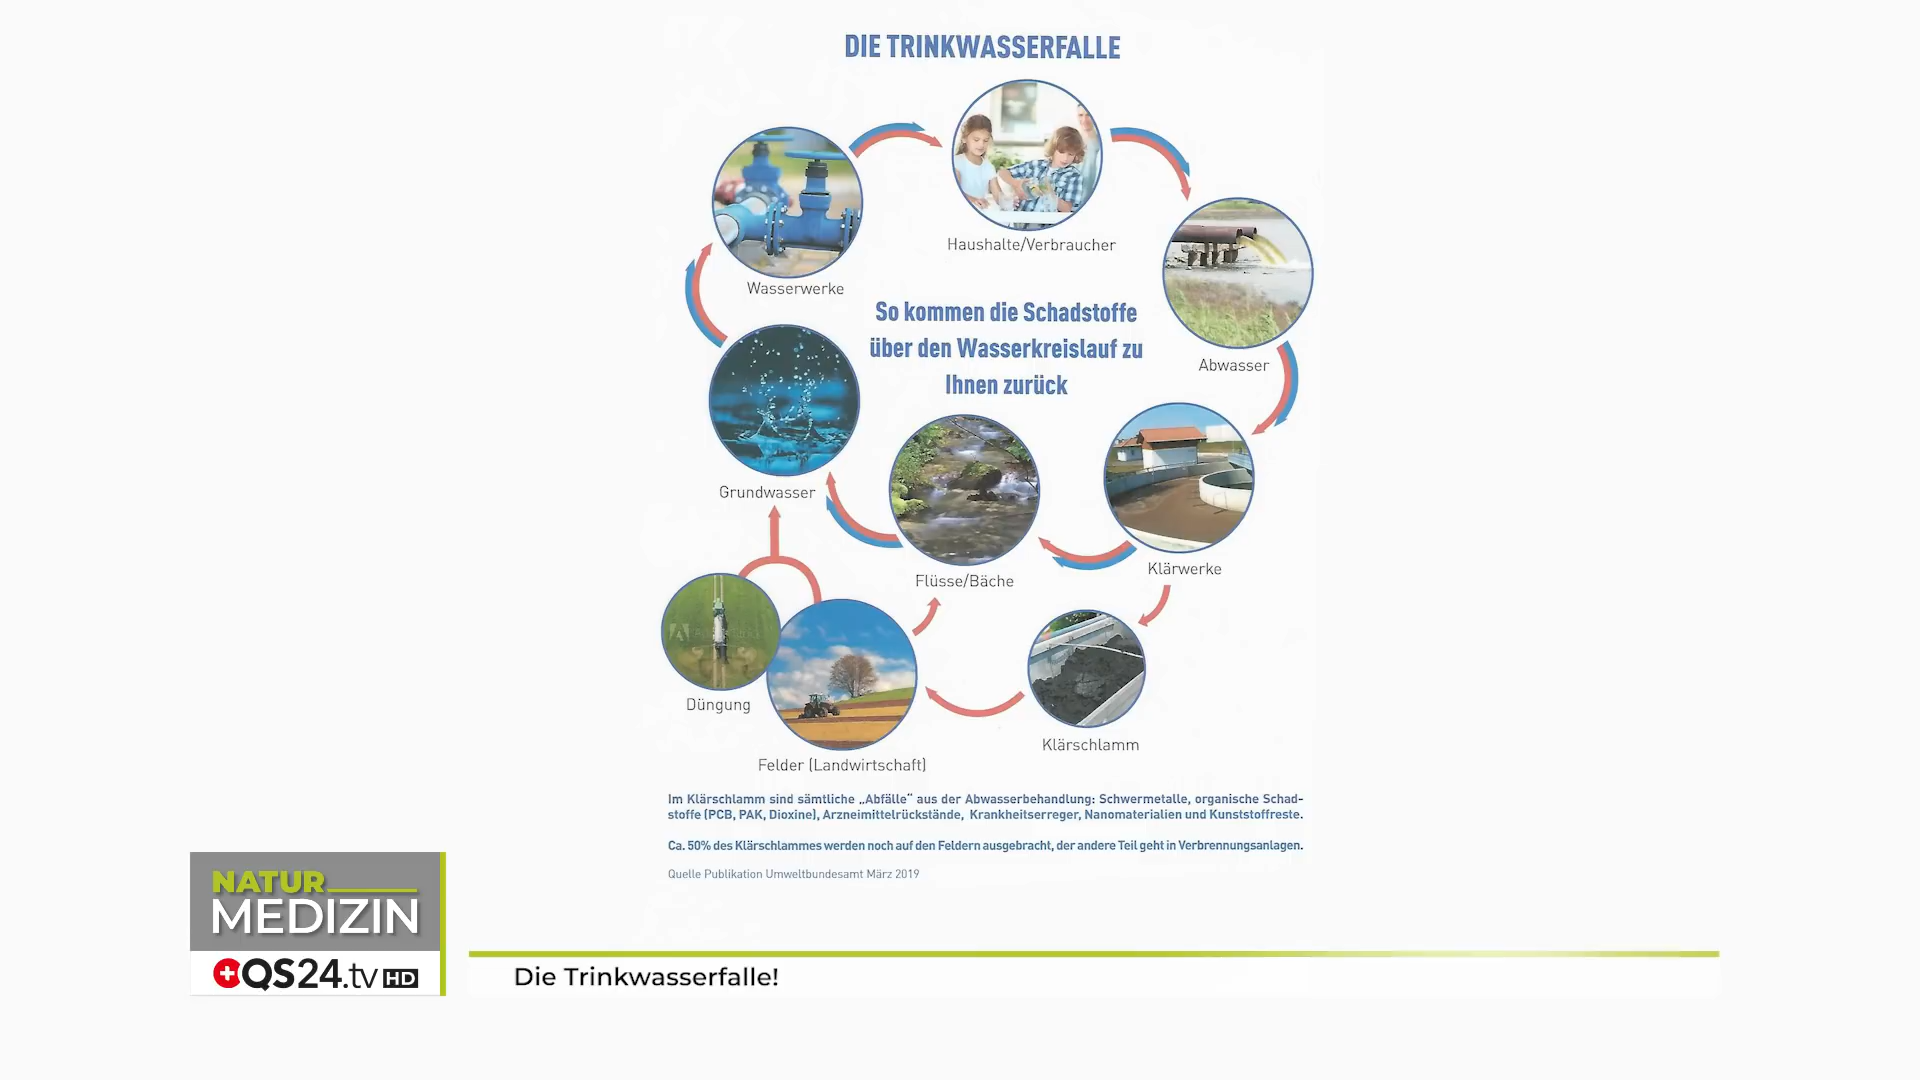 DIE TRINKWASSERFALLE
Haushalte/Verbraucher
Wasserwerke
So kommen die Schadstoffe
über den Wasserkreislauf zu
Ihnen zurück
Abwasser
Grundwasser
Klärwerke
Flüsse/Bäche
Düngung
Klärschlamm
Felder (Landwirtschaft)
Im Klärschlamm sind sämtliche „Abfälle“ aus der Abwasserbehandlung: Schwermetalle, organische Schad-
stoffe (PCB, PAK, Dioxine), Arzneimittelrückstände, Krankheitserreger, Nanomaterialien und Kunststoffreste.
Ca. 50% des Klärschlammes werden noch auf den Feldern ausgebracht, der andere Teil geht in Verbrennungsanlagen.
Quelle Publikation Umweltbundesamt März 2019
NATUR
MEDIZIN
QS24.tv HD
Die Trinkwasserfalle!